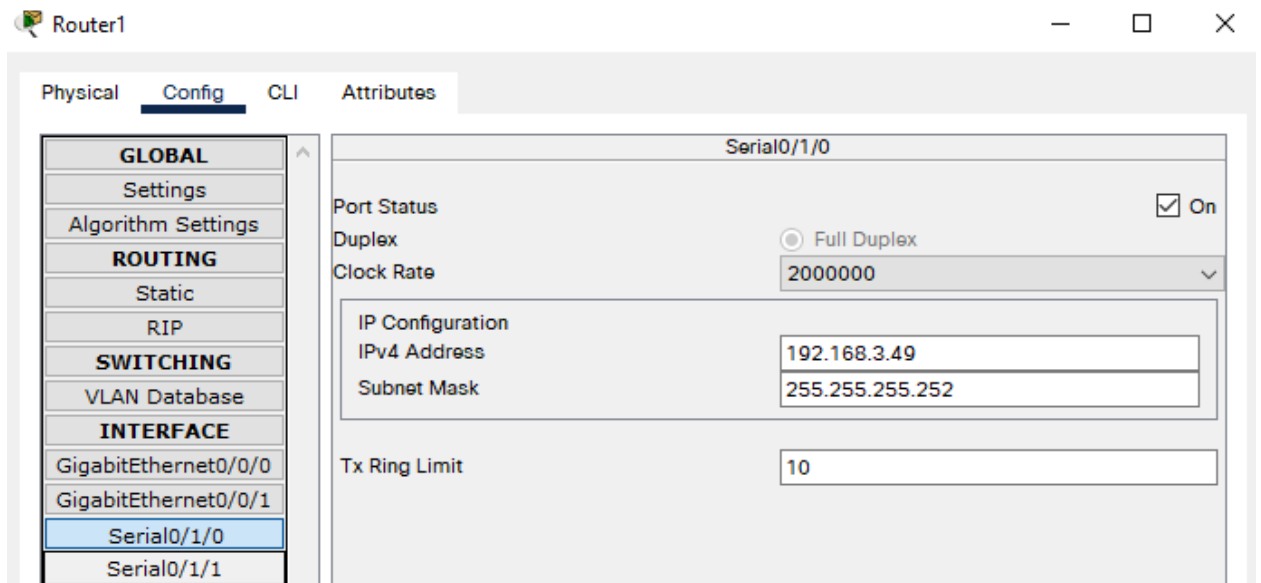 Router1
Physical Config CLI Attributes
GLOBAL
Settings
Algorithm Settings
ROUTING
Static
RIP
SWITCHING
VLAN Database
INTERFACE
GigabitEthernet0/0/0
GigabitEthernet0/0/1
Serial0/1/0
Serial0/1/1
Serial0/1/0
Port Status On
Duplex Full Duplex
Clock Rate 2000000
IP Configuration
IPv4 Address 192.168.3.49
Subnet Mask 255.255.255.252
Tx Ring Limit 10